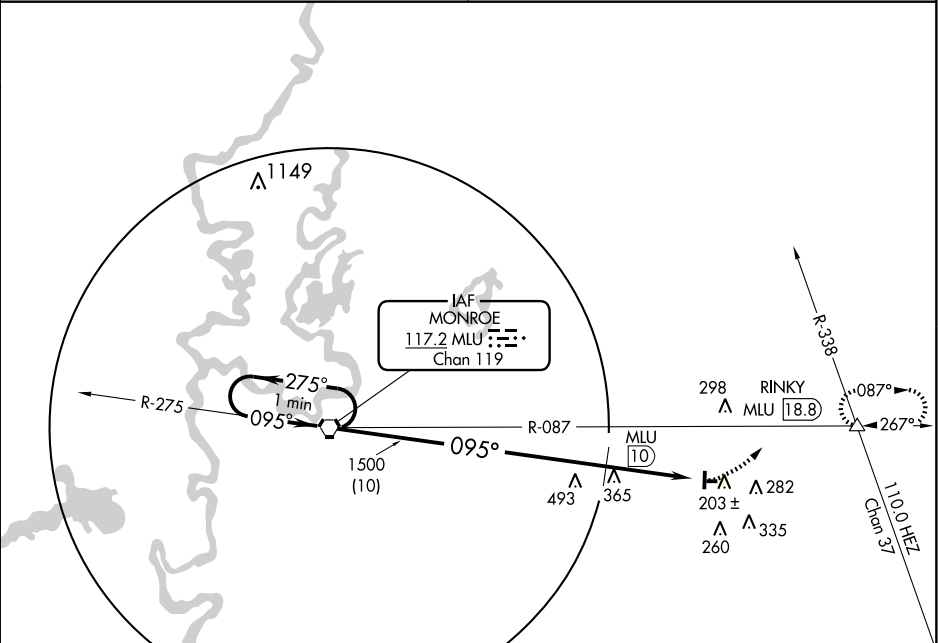 1149
IAF
MONROE
117.2 MLU
Chan 119
R-338
275°
1 min
095°
R-275
298
RINKY
MLU 18.8
087°
267°
R-087
095°
MLU
10
1500
(10)
493
365
203 ±
282
260
335
110.0 HEZ
Chan 37